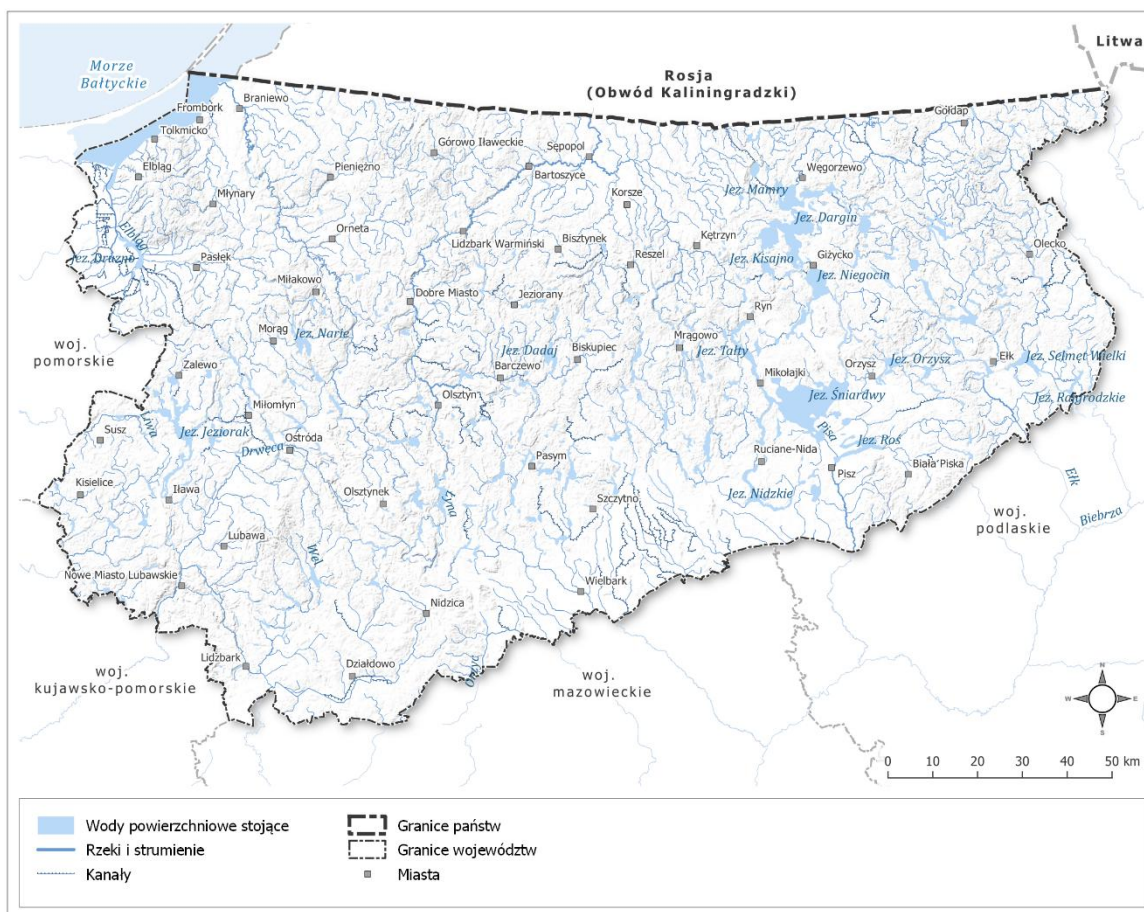 Litwa
Morze
Bałtyckie
Rosja
(Obwód Kaliningradzki)
Frombork
Braniewo
Gołdap
Tolkmicko
Górowo Iławeckie
Sępopol
Elbląg
Pieniężno
Bartoszyce
Węgorzewo
Jez. Mamry
Młynary
Korsze
Jez. Dargin
Elbląg
Orneta
Lidzbark Warmiński
Bisztynek
Kętrzyn
Olecko
Jez. Druzno
Pasłęk
Reszel
Jez. Kisajno
Giżycko
Jez. Niegocin
Miłakowo
Dobre Miasto
Jeziorany
Ryn
Morąg
Jez. Narie
woj.
pomorskie
Mrągowo
Jez. Dadaj
Biskupiec
Jez. Tałty
Orzysz
Jez. Orzysz
Ełk
Jez. Selmęt Wielki
Zalewo
Barczewo
Mikołajki
Jez. Śniardwy
Jez. Rajgrodzkie
Olsztyn
Liwa
Miłomłyn
Jez. Jeziorak
Susz
Ostróda
Drwęca
Pisa
Jez. Roś
Pasym
Ruciane-Nida
Pisz
Biała Piska
Kisielice
Iława
Olsztynek
Łyna
Szczytno
Jez. Nidzkie
Ełk
woj.
podlaskie
Biebrza
Lubawa
Wel
Nowe Miasto Lubawskie
Wielbark
Nidzica
Lidzbark
Działdowo
Orzyc
woj.
kujawsko-pomorskie
woj.
mazowieckie
N
W E
S
0 10 20 30 40 50 km
Wody powierzchniowe stojące
Rzeki i strumienie
Kanały
Granice państw
Granice województw
Miasta